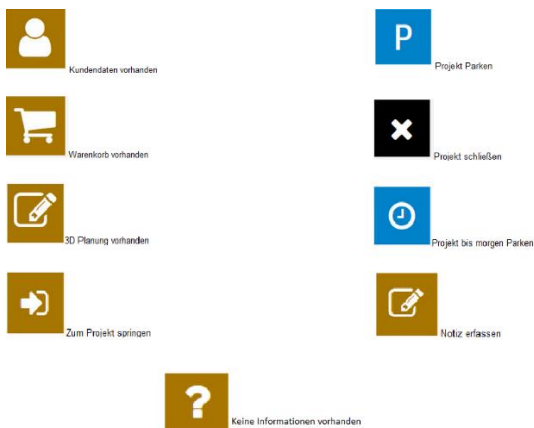 Kundendaten vorhanden
P
Projekt Parken
Warenkorb vorhanden
Projekt schließen
3D Planung vorhanden
Projekt bis morgen Parken
Zum Projekt springen
Notiz erfassen
?
Keine Informationen vorhanden